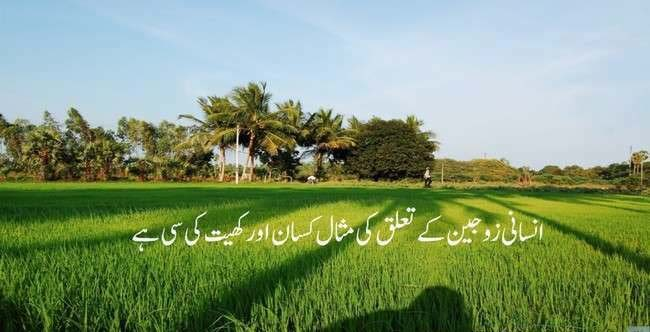 انسانی زوجین کے تعلق کی مثال کسان اور کھیت کی سی ہے